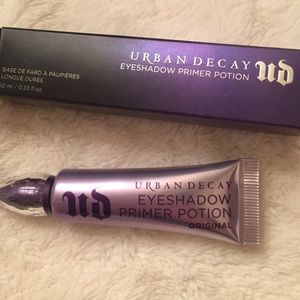 URBAN DECAY
EYESHADOW PRIMER POTION
UD
BASE DE FARD À PAUPIÈRES
LONGUE DURÉE
10 ml / 0.33 fl oz
URBAN DECAY
UD
EYESHADOW
PRIMER POTION
ORIGINAL